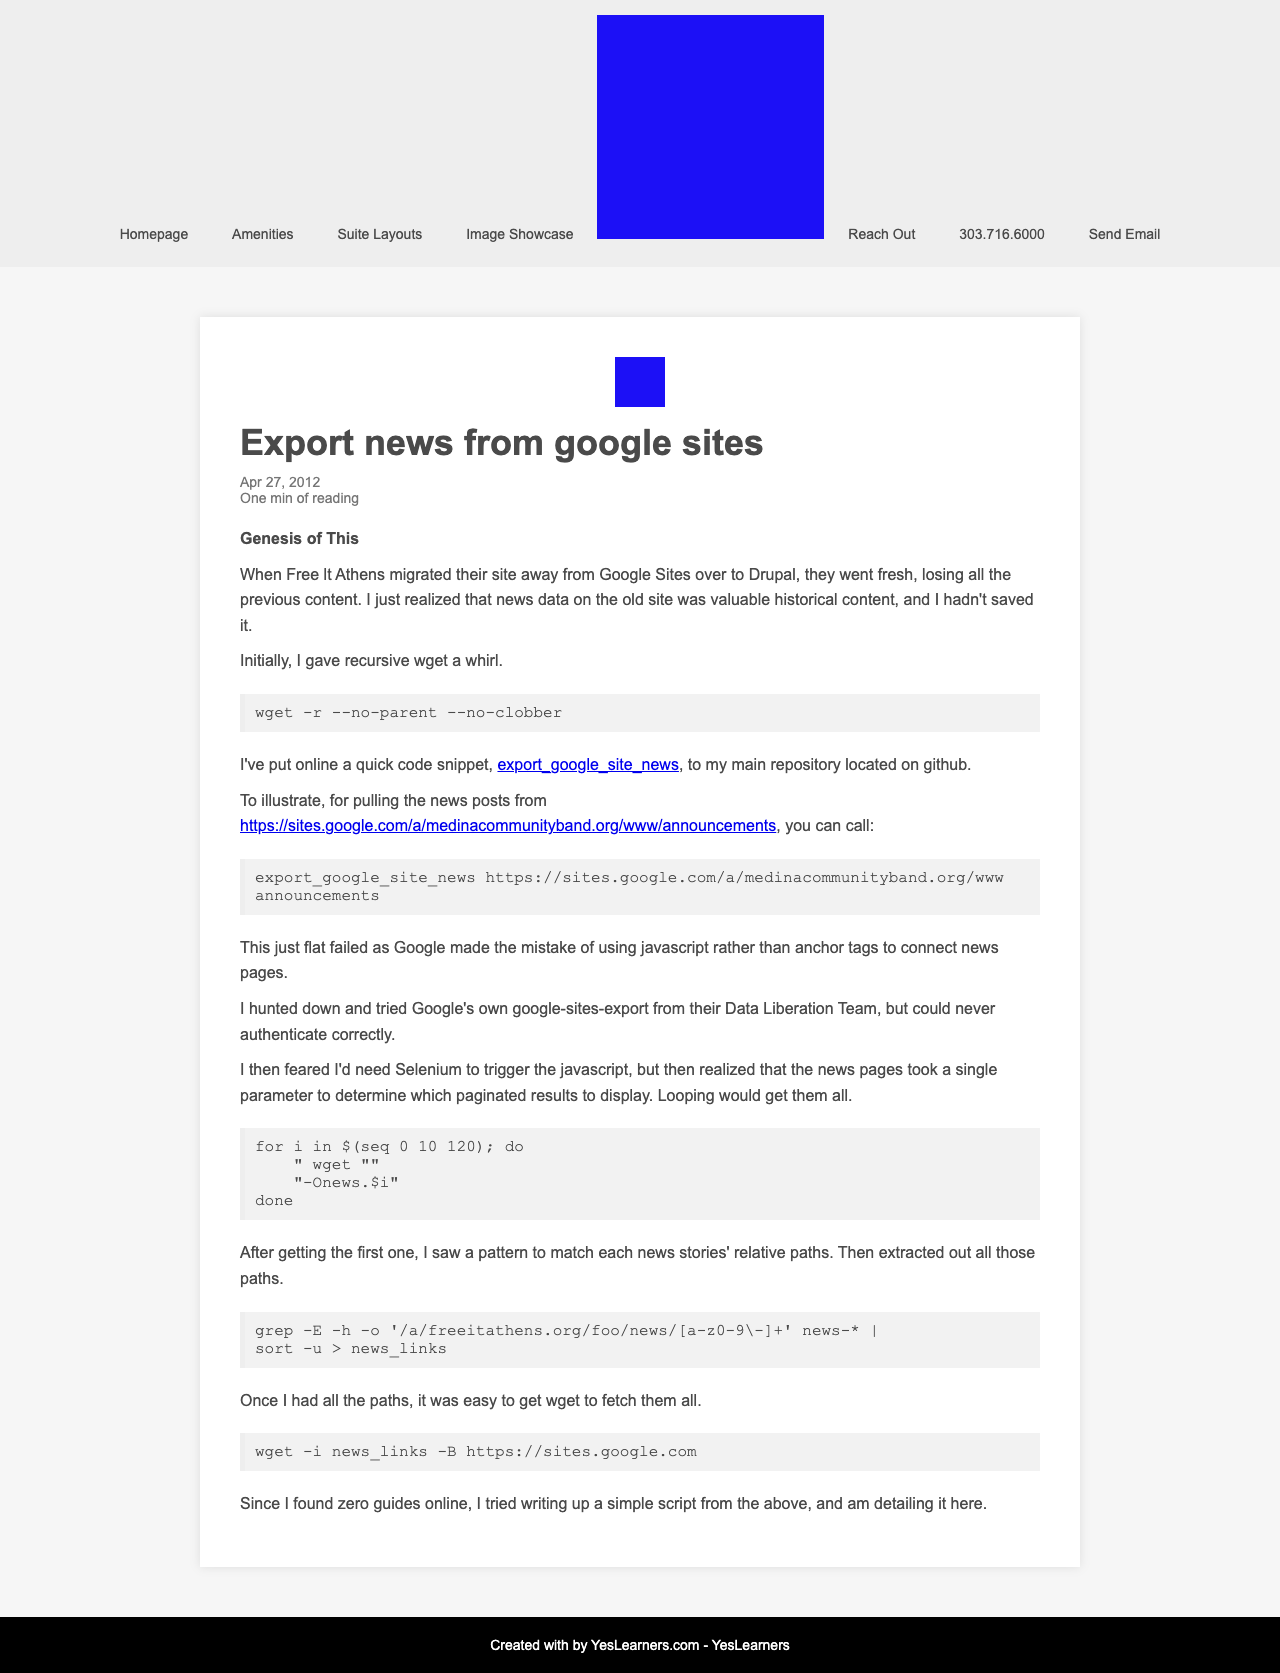 Homepage Amenities Suite Layouts Image Showcase Reach Out 303.716.6000 Send Email
Export news from google sites
Apr 27, 2012
One min of reading
Genesis of This
When Free It Athens migrated their site away from Google Sites over to Drupal, they went fresh, losing all the
previous content. I just realized that news data on the old site was valuable historical content, and I hadn't saved
it.
Initially, I gave recursive wget a whirl.
wget -r --no-parent --no-clobber
I've put online a quick code snippet, export_google_site_news, to my main repository located on github.
To illustrate, for pulling the news posts from
https://sites.google.com/a/medinacommunityband.org/www/announcements, you can call:
export_google_site_news https://sites.google.com/a/medinacommunityband.org/www
announcements
This just flat failed as Google made the mistake of using javascript rather than anchor tags to connect news
pages.
I hunted down and tried Google's own google-sites-export from their Data Liberation Team, but could never
authenticate correctly.
I then feared I'd need Selenium to trigger the javascript, but then realized that the news pages took a single
parameter to determine which paginated results to display. Looping would get them all.
for i in $(seq 0 10 120); do
    " wget ""
    "-Onews.$i"
done
After getting the first one, I saw a pattern to match each news stories' relative paths. Then extracted out all those
paths.
grep -E -h -o '/a/freeitathens.org/foo/news/[a-z0-9\-]+' news-* |
sort -u > news_links
Once I had all the paths, it was easy to get wget to fetch them all.
wget -i news_links -B https://sites.google.com
Since I found zero guides online, I tried writing up a simple script from the above, and am detailing it here.
Created with by YesLearners.com - YesLearners